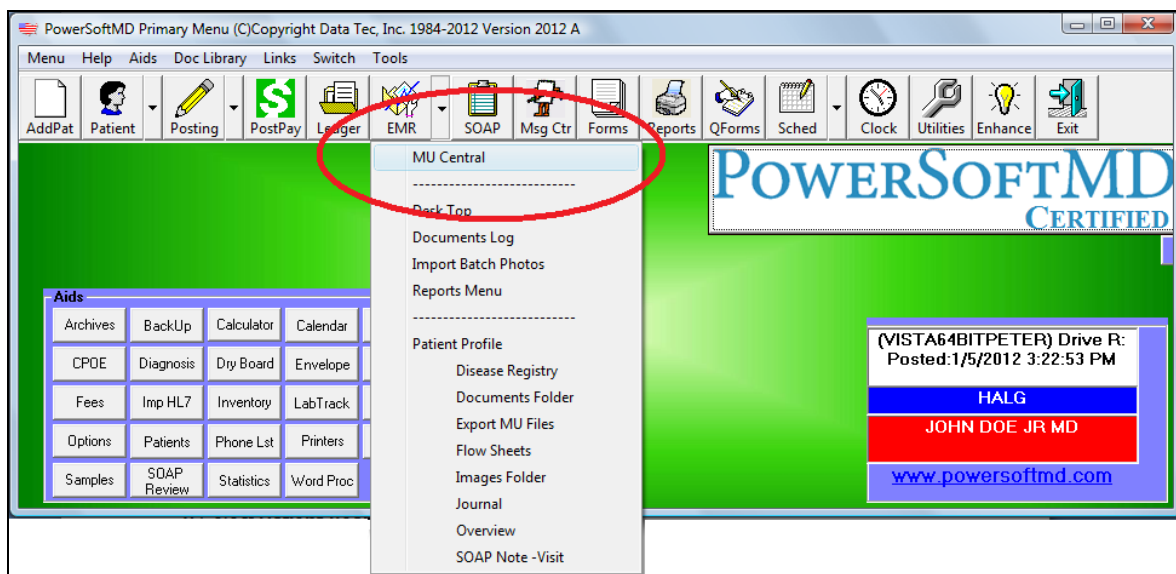 PowerSoftMD Primary Menu (C)Copyright Data Tec, Inc. 1984-2012 Version 2012 A
Menu Help Aids Doc Library Links Switch Tools
AddPat Patient Posting PostPay Ledger EMR SOAP Msg Ctr Forms Reports QForms Sched Clock Utilities Enhance Exit
MU Central
---------------------------
Desk Top
Documents Log
Import Batch Photos
Reports Menu
---------------------------
Patient Profile
Disease Registry
Documents Folder
Export MU Files
Flow Sheets
Images Folder
Journal
Overview
SOAP Note -Visit
POWERSOFTMD
CERTIFIED
Aids
Archives BackUp Calculator Calendar
CPOE Diagnosis Dry Board Envelope
Fees Imp HL7 Inventory LabTrack
Options Patients Phone Lst Printers
Samples SOAP Review Statistics Word Proc
(VISTA64BITPETER) Drive R:
Posted:1/5/2012 3:22:53 PM
HALG
JOHN DOE JR MD
www.powersoftmd.com